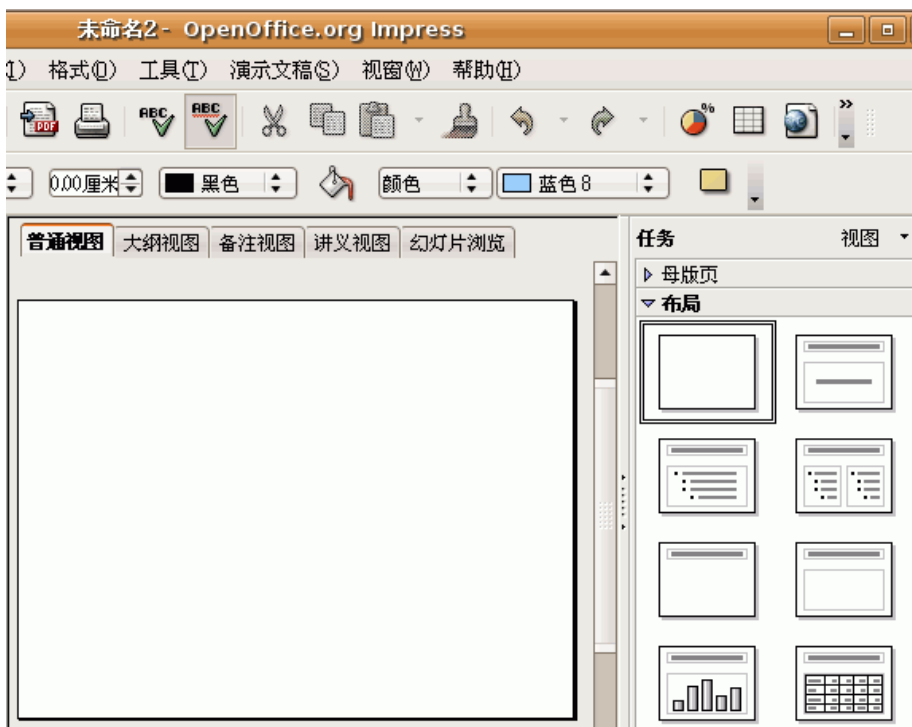 未命名2 - OpenOffice.org Impress
格式(O) 工具(T) 演示文稿(S) 视窗(W) 帮助(H)
PDF ABC ABC %
0.00厘米 黑色 颜色 蓝色 8
普通视图 大纲视图 备注视图 讲义视图 幻灯片浏览
任务 视图
母版页
布局